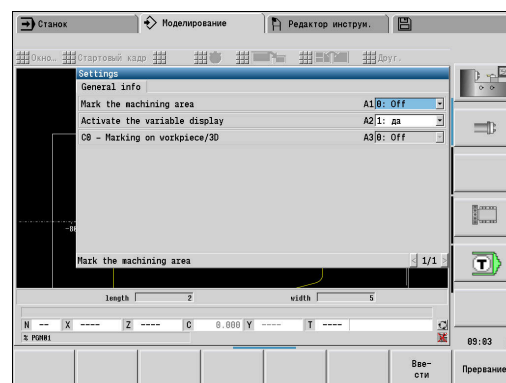 Станок Моделирование Редактор инструм.
Окно... Стартовый кадр Друг.
Settings
General info
Mark the machining area A1 0: Off
Activate the variable display A2 1: да
C0 - Marking on workpiece/3D A3 0: Off
Mark the machining area 1/1
length 2 width 5
N -- X ---- Z ---- C 0.000 Y ---- T ----
% PGMB1
09:03
Вве-
сти
Прервание